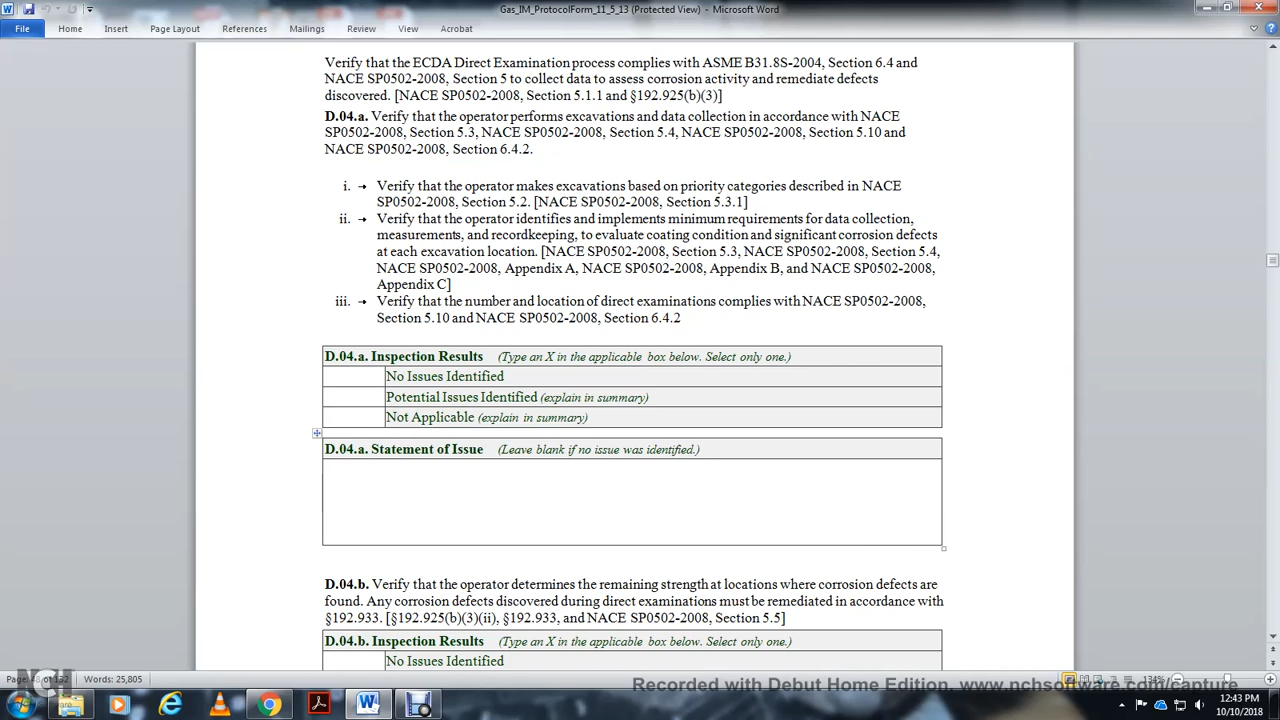 Gas_IM_ProtocolForm_11_5_13 (Protected View) - Microsoft Word
File Home Insert Page Layout References Mailings Review View Acrobat
Verify that the ECDA Direct Examination process complies with ASME B31.8S-2004, Section 6.4 and
NACE SP0502-2008, Section 5 to collect data to assess corrosion activity and remediate defects
discovered. [NACE SP0502-2008, Section 5.1.1 and §192.925(b)(3)]
D.04.a. Verify that the operator performs excavations and data collection in accordance with NACE
SP0502-2008, Section 5.3, NACE SP0502-2008, Section 5.4, NACE SP0502-2008, Section 5.10 and
NACE SP0502-2008, Section 6.4.2.
i. → Verify that the operator makes excavations based on priority categories described in NACE
SP0502-2008, Section 5.2. [NACE SP0502-2008, Section 5.3.1]
ii. → Verify that the operator identifies and implements minimum requirements for data collection,
measurements, and recordkeeping, to evaluate coating condition and significant corrosion defects
at each excavation location. [NACE SP0502-2008, Section 5.3, NACE SP0502-2008, Section 5.4,
NACE SP0502-2008, Appendix A, NACE SP0502-2008, Appendix B, and NACE SP0502-2008,
Appendix C]
iii. → Verify that the number and location of direct examinations complies with NACE SP0502-2008,
Section 5.10 and NACE SP0502-2008, Section 6.4.2
D.04.a. Inspection Results (Type an X in the applicable box below. Select only one.)
No Issues Identified
Potential Issues Identified (explain in summary)
Not Applicable (explain in summary)
D.04.a. Statement of Issue (Leave blank if no issue was identified.)
D.04.b. Verify that the operator determines the remaining strength at locations where corrosion defects are
found. Any corrosion defects discovered during direct examinations must be remediated in accordance with
§192.933. [§192.925(b)(3)(ii), §192.933, and NACE SP0502-2008, Section 5.5]
D.04.b. Inspection Results (Type an X in the applicable box below. Select only one.)
No Issues Identified
Words: 25,805
134%
Recorded with Debut Home Edition. www.nchsoftware.com/capture
12:43 PM
10/10/2018